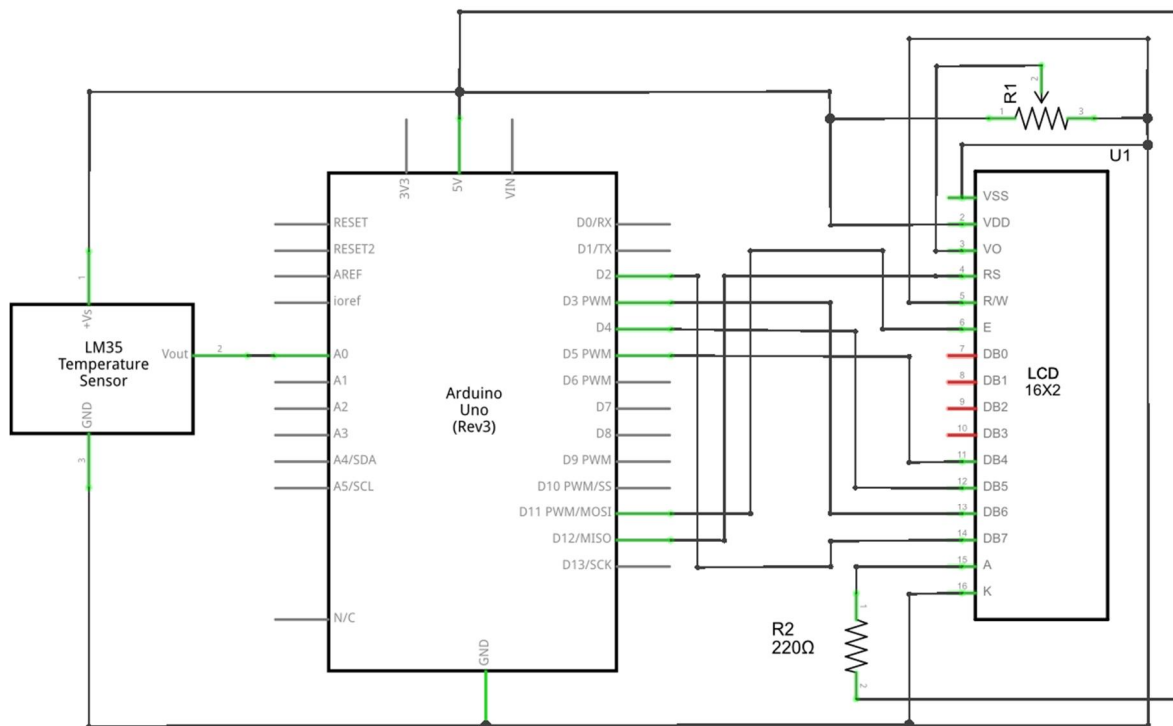 2
R1
1
3
U1
3V3
5V
VIN
RESET
RESET2
AREF
ioref
A0
A1
A2
A3
A4/SDA
A5/SCL
N/C
Arduino
Uno
(Rev3)
GND
D0/RX
D1/TX
D2
D3 PWM
D4
D5 PWM
D6 PWM
D7
D8
D9 PWM
D10 PWM/SS
D11 PWM/MOSI
D12/MISO
D13/SCK
1
+Vs
LM35
Temperature
Sensor
Vout
2
GND
3
VSS
2 VDD
3 VO
4 RS
5 R/W
6 E
7 DB0
8 DB1
9 DB2
10 DB3
11 DB4
12 DB5
13 DB6
14 DB7
15 A
16 K
LCD
16X2
R2
220Ω
1
2